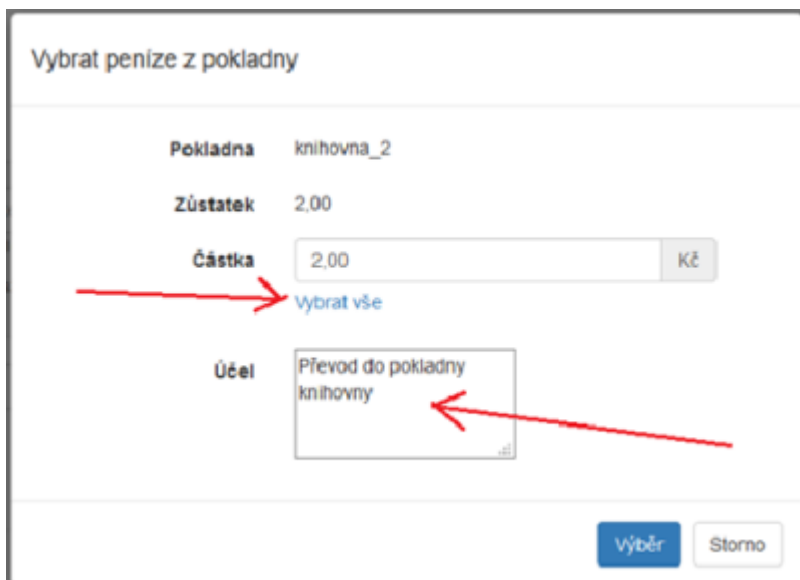 Vybrat peníze z pokladny
Pokladna knihovna_2
Zůstatek 2,00
Částka 2,00 Kč
Vybrat vše
Účel Převod do pokladny
knihovny
Výběr Storno